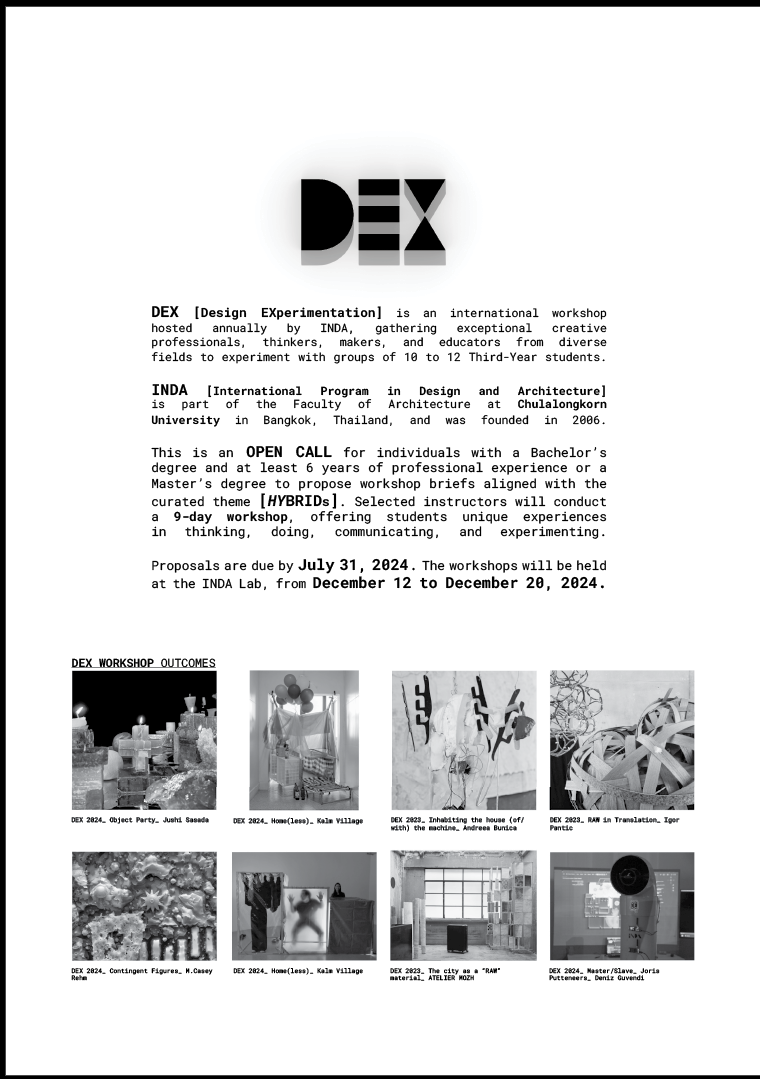 DEX
DEX [Design EXperimentation] is an international workshop
hosted annually by INDA, gathering exceptional creative
professionals, thinkers, makers, and educators from diverse
fields to experiment with groups of 10 to 12 Third-Year students.
INDA [International Program in Design and Architecture]
is part of the Faculty of Architecture at Chulalongkorn
University in Bangkok, Thailand, and was founded in 2006.
This is an OPEN CALL for individuals with a Bachelor's
degree and at least 6 years of professional experience or a
Master's degree to propose workshop briefs aligned with the
curated theme [HYBRIDs]. Selected instructors will conduct
a 9-day workshop, offering students unique experiences
in thinking, doing, communicating, and experimenting.
Proposals are due by July 31, 2024. The workshops will be held
at the INDA Lab, from December 12 to December 20, 2024.
DEX WORKSHOP OUTCOMES
DEX 2024_ Object Party_ Jushi Sasada
DEX 2024_ Home(less)_ Kalm Village
DEX 2023_ Inhabiting the house (of/
with) the machine_ Andreea Bunica
DEX 2023_ RAW in Translation_ Igor
Pantic
DEX 2024_ Contingent Figures_ M.Casey
Rehm
DEX 2024_ Home(less)_ Kalm Village
DEX 2023_ The city as a "RAW"
material_ ATELIER MOZH
DEX 2024_ Master/Slave_ Joris
Putteneers_ Deniz Guvendi